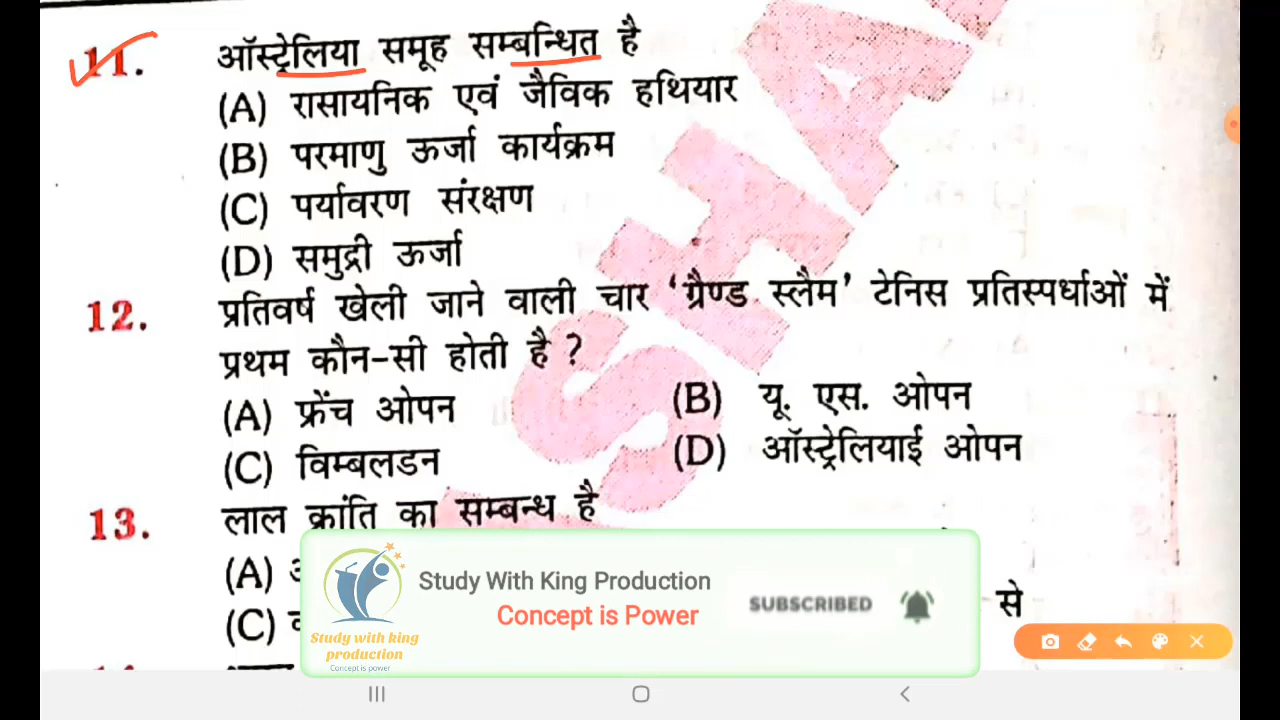 11. ऑस्ट्रेलिया समूह सम्बन्धित है
(A) रासायनिक एवं जैविक हथियार
(B) परमाणु ऊर्जा कार्यक्रम
(C) पर्यावरण संरक्षण
(D) समुद्री ऊर्जा
12. प्रतिवर्ष खेली जाने वाली चार ‘ग्रैण्ड स्लैम’ टेनिस प्रतिस्पर्धाओं में
प्रथम कौन-सी होती है ?
(A) फ्रेंच ओपन (B) यू. एस. ओपन
(C) विम्बलडन (D) ऑस्ट्रेलियाई ओपन
13. लाल क्रांति का सम्बन्ध है
(A)
(C) से
Study With King Production
Concept is Power
SUBSCRIBED
Study with king
production
Concept is power